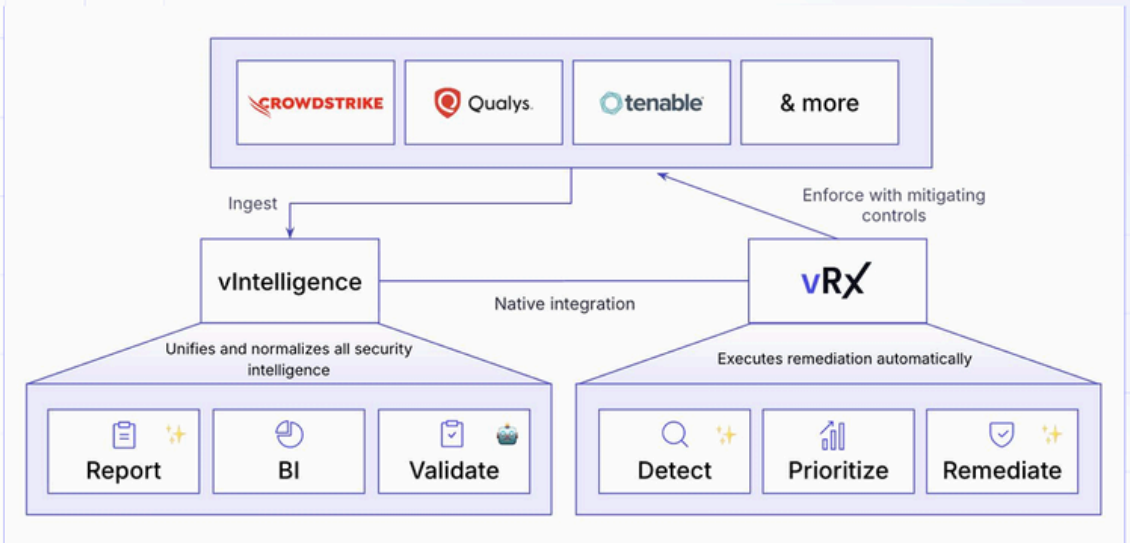 CROWDSTRIKE
Qualys.
tenable
& more
Ingest
Enforce with mitigating
controls
vIntelligence
vRx
Native integration
Unifies and normalizes all security
intelligence
Executes remediation automatically
Report
BI
Validate
Detect
Prioritize
Remediate